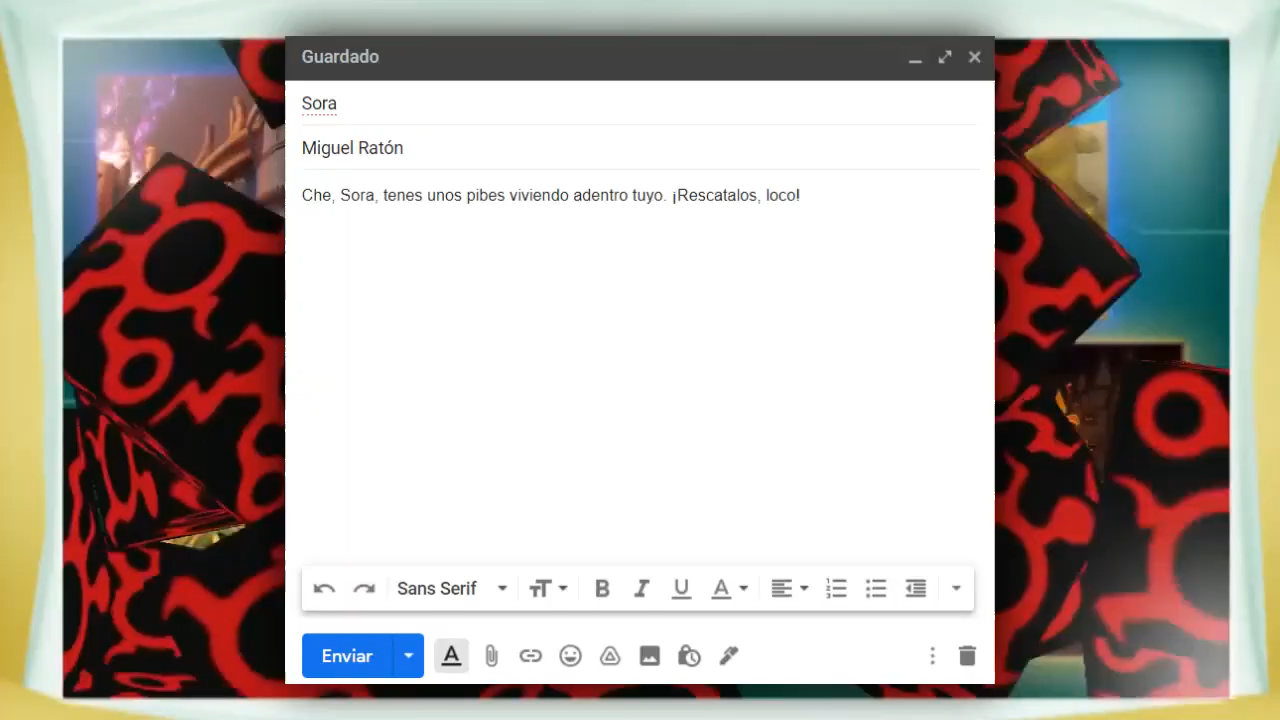 Guardado
Sora
Miguel Ratón
Che, Sora, tenes unos pibes viviendo adentro tuyo. ¡Rescatalos, loco!
Sans Serif
Enviar